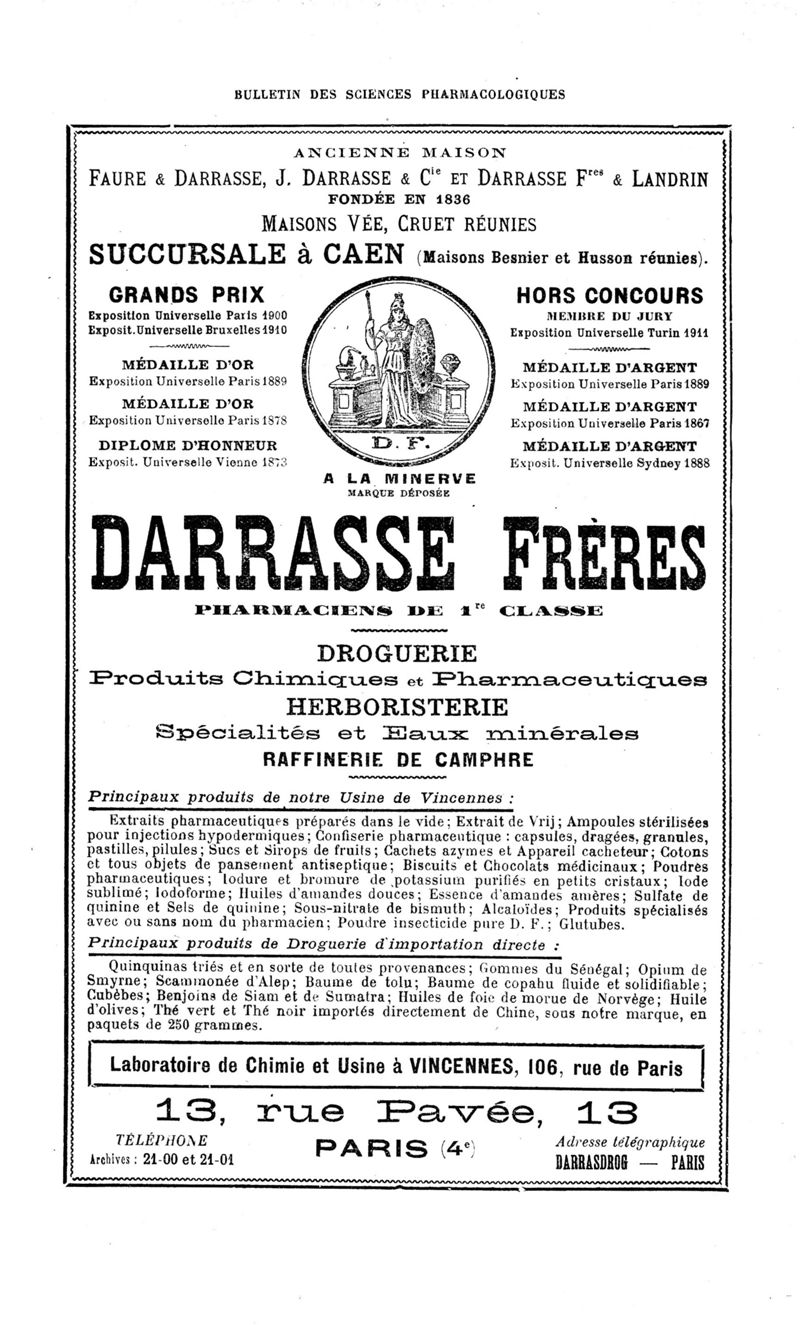 BULLETIN DES SCIENCES PHARMACOLOGIQUES
ANCIENNE MAISON
FAURE & DARRASSE, J. DARRASSE & Cie ET DARRASSE Fres & LANDRIN
FONDÉE EN 1836
MAISONS VÉE, CRUET RÉUNIES
SUCCURSALE à CAEN (Maisons Besnier et Husson réunies).
GRANDS PRIX
Exposition Universelle Paris 1900
Exposit. Universelle Bruxelles 1910
MÉDAILLE D'OR
Exposition Universelle Paris 1889
MÉDAILLE D'OR
Exposition Universelle Paris 1878
DIPLOME D'HONNEUR
Exposit. Universelle Vienne 1873
D. F.
A LA MINERVE
MARQUE DÉPOSÉE
HORS CONCOURS
MEMBRE DU JURY
Exposition Universelle Turin 1911
MÉDAILLE D'ARGENT
Exposition Universelle Paris 1889
MÉDAILLE D'ARGENT
Exposition Universelle Paris 1867
MÉDAILLE D'ARGENT
Exposit. Universelle Sydney 1888
DARRASSE FRÈRES
PHARMACIENS DE 1re CLASSE
DROGUERIE
Produits Chimiques et Pharmaceutiques
HERBORISTERIE
Spécialités et Eaux minérales
RAFFINERIE DE CAMPHRE
Principaux produits de notre Usine de Vincennes :
Extraits pharmaceutiques préparés dans le vide; Extrait de Vrij; Ampoules stérilisées
pour injections hypodermiques; Confiserie pharmaceutique : capsules, dragées, granules,
pastilles, pilules; Sucs et Sirops de fruits; Cachets azymes et Appareil cacheteur; Cotons
et tous objets de pansement antiseptique; Biscuits et Chocolats médicinaux; Poudres
pharmaceutiques; Iodure et bromure de potassium purifiés en petits cristaux; Iode
sublimé; Iodoforme; Huiles d'amandes douces; Essence d'amandes amères; Sulfate de
quinine et Sels de quinine; Sous-nitrate de bismuth; Alcaloïdes; Produits spécialisés
avec ou sans nom du pharmacien; Poudre insecticide pure D. F.; Glutubes.
Principaux produits de Droguerie d'importation directe :
Quinquinas triés et en sorte de toutes provenances; Gommes du Sénégal; Opium de
Smyrne; Scammonée d'Alep; Baume de tolu; Baume de copahu fluide et solidifiable;
Cubèbes; Benjoins de Siam et de Sumatra; Huiles de foie de morue de Norvège; Huile
d'olives; Thé vert et Thé noir importés directement de Chine, sous notre marque, en
paquets de 250 grammes.
Laboratoire de Chimie et Usine à VINCENNES, 106, rue de Paris
13, rue Pavée, 13
TÉLÉPHONE
Archives : 21-00 et 21-01
PARIS (4e)
Adresse télégraphique
DARRASDROG — PARIS